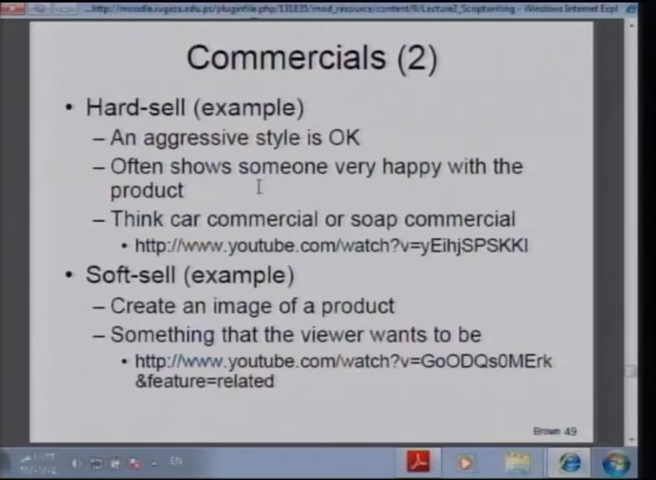 http://moodle.iugaza.edu.ps/pluginfile.php/131835/mod_resource/content/0/Lecture2_Scriptwriting - Windows Internet Expl
Commercials (2)
• Hard-sell (example)
– An aggressive style is OK
– Often shows someone very happy with the
product
– Think car commercial or soap commercial
• http://www.youtube.com/watch?v=yEihjSPSKKI
• Soft-sell (example)
– Create an image of a product
– Something that the viewer wants to be
• http://www.youtube.com/watch?v=GoODQs0MErk
&feature=related
Brown 49
EN